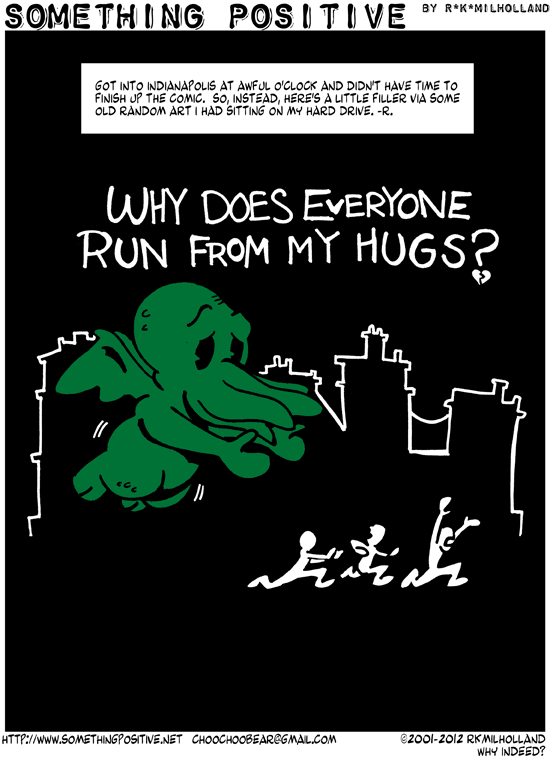 SOMETHING POSITIVE BY R*K*MILHOLLAND
GOT INTO INDIANAPOLIS AT AWFUL O'CLOCK AND DIDN'T HAVE TIME TO
FINISH UP THE COMIC. SO, INSTEAD, HERE'S A LITTLE FILLER VIA SOME
OLD RANDOM ART I HAD SITTING ON MY HARD DRIVE. -R.
WHY DOES EVERYONE
RUN FROM MY HUGS?
HTTP://WWW.SOMETHINGPOSITIVE.NET CHOOCHOOBEAR@GMAIL.COM ©2001-2012 RKMILHOLLAND
WHY INDEED?